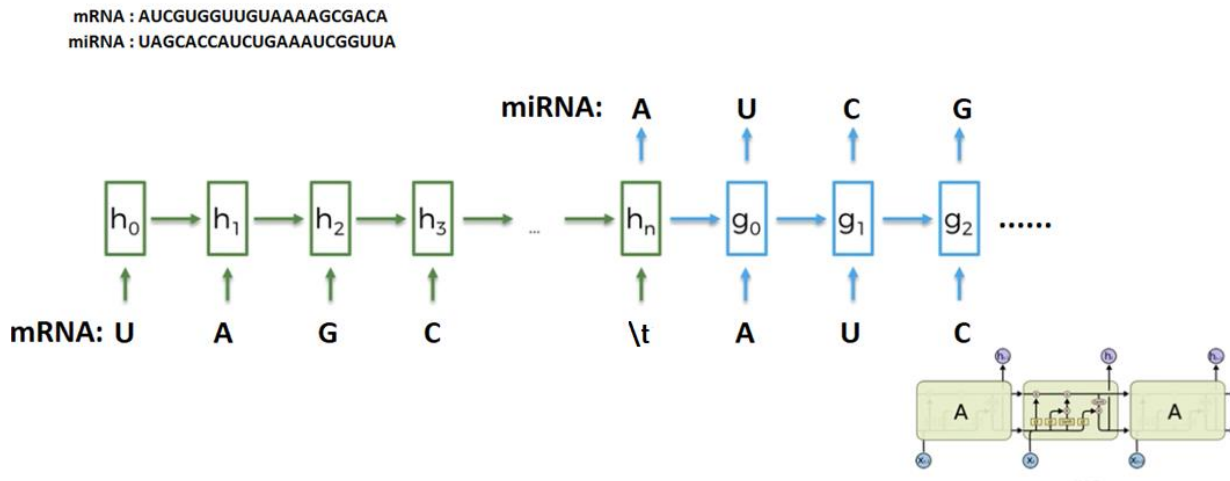 mRNA : AUCGUGGUUGUAAAAGCGACA
miRNA : UAGCACCAUCUGAAAUCGGUUA
miRNA: A U C G
h0 h1 h2 h3 ... hn g0 g1 g2 ......
mRNA: U A G C \t A U C
A A